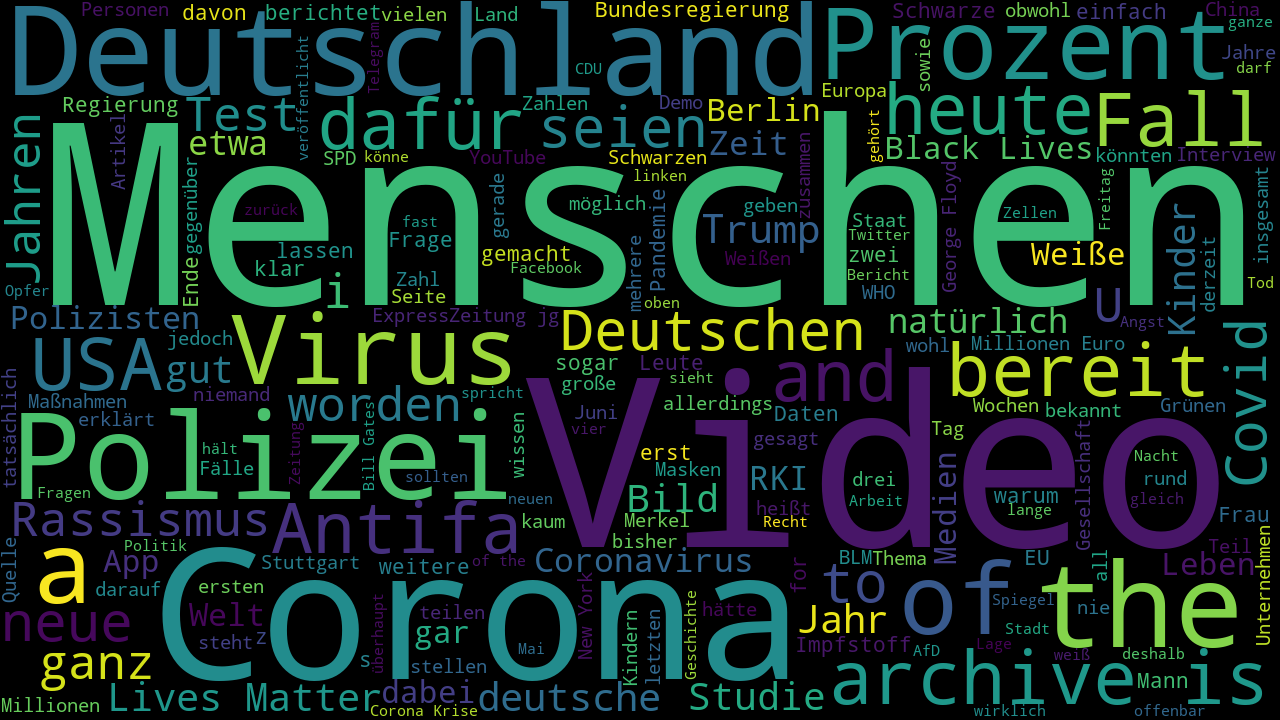 Personen
davon
berichtet
vielen
Land
Bundesregierung
Schwarze
obwohl
einfach
China
ganze
Deutschland
Prozent
Jahre
darf
Telegram
CDU
sowie
veröffentlicht
Regierung
Test
dafür
Zahlen
seien
Demo
Berlin
Europa
heute
Fall
Artikel
etwa
SPD
könne
YouTube
Schwarzen
Zeit
gehört
Black Lives
könnten
Interview
Jahren
Menschen
gegenüber
linken
zusammen
George Floyd
Freitag
insgesamt
zurück
fast
gerade
möglich
Pandemie
geben
Staat
Zellen
Kinder
lassen
Frage
gemacht
Trump
Twitter
Weiße
klar
Facebook
mehrere
Weißen
zwei
Bericht
derzeit
Opfer
Ende
i
Zahl
Seite
oben
WHO
Tod
Polizisten
ExpressZeitung jg
Deutschen
natürlich
U
Angst
Virus
jedoch
USA
gut
sogar
Leute
wohl
Millionen Euro
Covid
tatsächlich
niemand
spricht
große
sieht
and
bereit
Maßnahmen
worden
allerdings
Wochen
bekannt
Grünen
erklärt
Juni
Daten
Polizei
hält
Zeitung
Bill Gates
wissen
vier
Video
gesagt
Tag
Fälle
sollten
erst
Medien
Gesellschaft
Nacht
Fragen
neuen
Masken
RKI
drei
warum
rund
Bild
Arbeit
gleich
Rassismus
Antifa
kaum
Merkel
heißt
Recht
lange
Frau
Politik
bisher
Quelle
App
Stuttgart
weitere
of the
Coronavirus
for
BLM
Thema
EU
all
Teil
Leben
Unternehmen
a
darauf
ersten
Corona
New York
to
of
Spiegel
nie
the
neue
Welt
teilen
Kindern
letzten
Geschichte
hätte
Jahr
Stadt
steht
Z
überhaupt
gar
Mai
Impfstoff
AfD
Lage
weiß
deshalb
ganz
s
stellen
archive
is
Mann
Millionen
Lives Matter
dabei
Corona Krise
deutsche
Studie
wirklich
offenbar